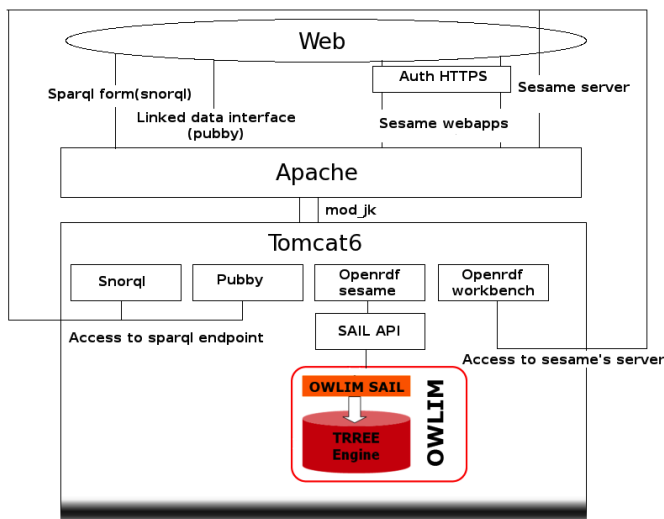 Web
Auth HTTPS
Sparql form(snorql)
Sesame server
Linked data interface
(pubby)
Sesame webapps
Apache
mod_jk
Tomcat6
Snorql
Pubby
Openrdf
sesame
Openrdf
workbench
SAIL API
Access to sparql endpoint
Access to sesame's server
OWLIM SAIL
TRREE
Engine
OWLIM